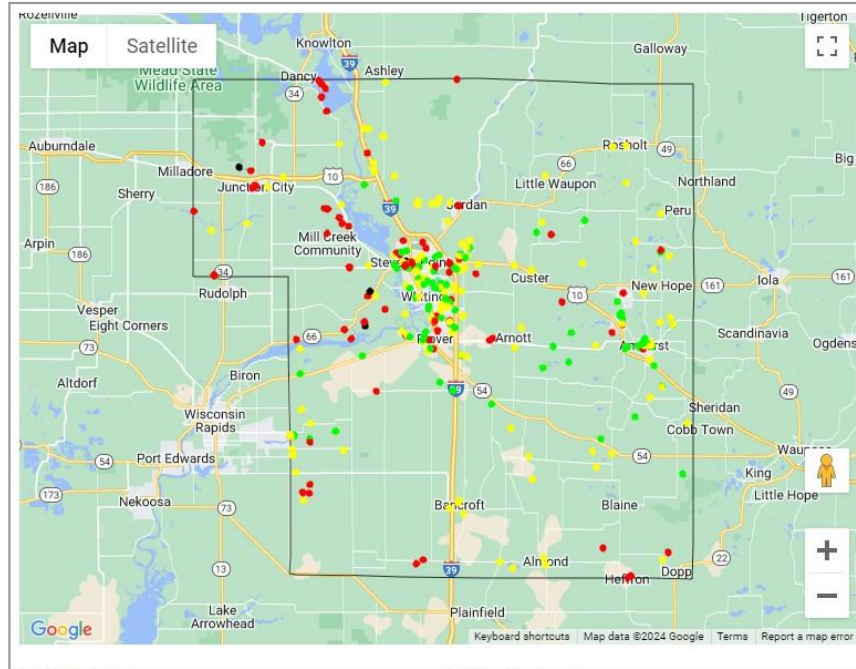 Rozellville
Tigerton
Map
Satellite
Knowlton
39
Ashley
Galloway
Mead State
Wildlife Area
Dancy
34
Auburndale
Milladore
10
66
Rosholt
49
186
Sherry
Junction City
Little Waupon
Northland
Big
39
Jordan
Peru
Arpin
Mill Creek
Community
186
34
Rudolph
Custer
New Hope
161
Iola
161
Vesper
Whiting
10
Eight Corners
Scandinavia
66
73
Plover
Arnott
Amherst
Ogdens
Biron
54
Altdorf
49
Sheridan
Wisconsin
Rapids
Cobb Town
Port Edwards
54
54
Waupaca
King
173
Nekoosa
Bancroft
Blaine
Little Hope
73
13
39
Almond
Dopp
22
Heffron
Lake
Arrowhead
Plainfield
Google
Keyboard shortcuts
Map data ©2024 Google
Terms
Report a map error